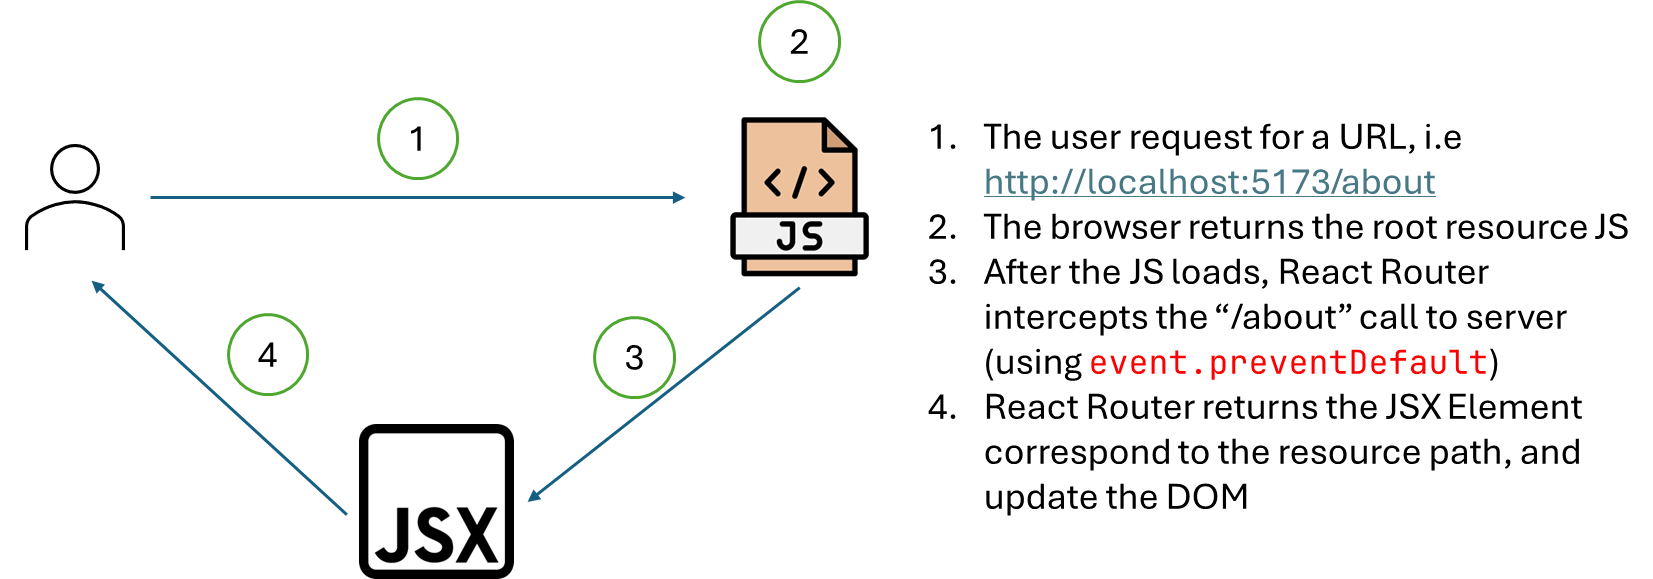 2
1
</>
JS
4
3
JSX
1. The user request for a URL, i.e
http://localhost:5173/about
2. The browser returns the root resource JS
3. After the JS loads, React Router
intercepts the “/about” call to server
(using event.preventDefault)
4. React Router returns the JSX Element
correspond to the resource path, and
update the DOM